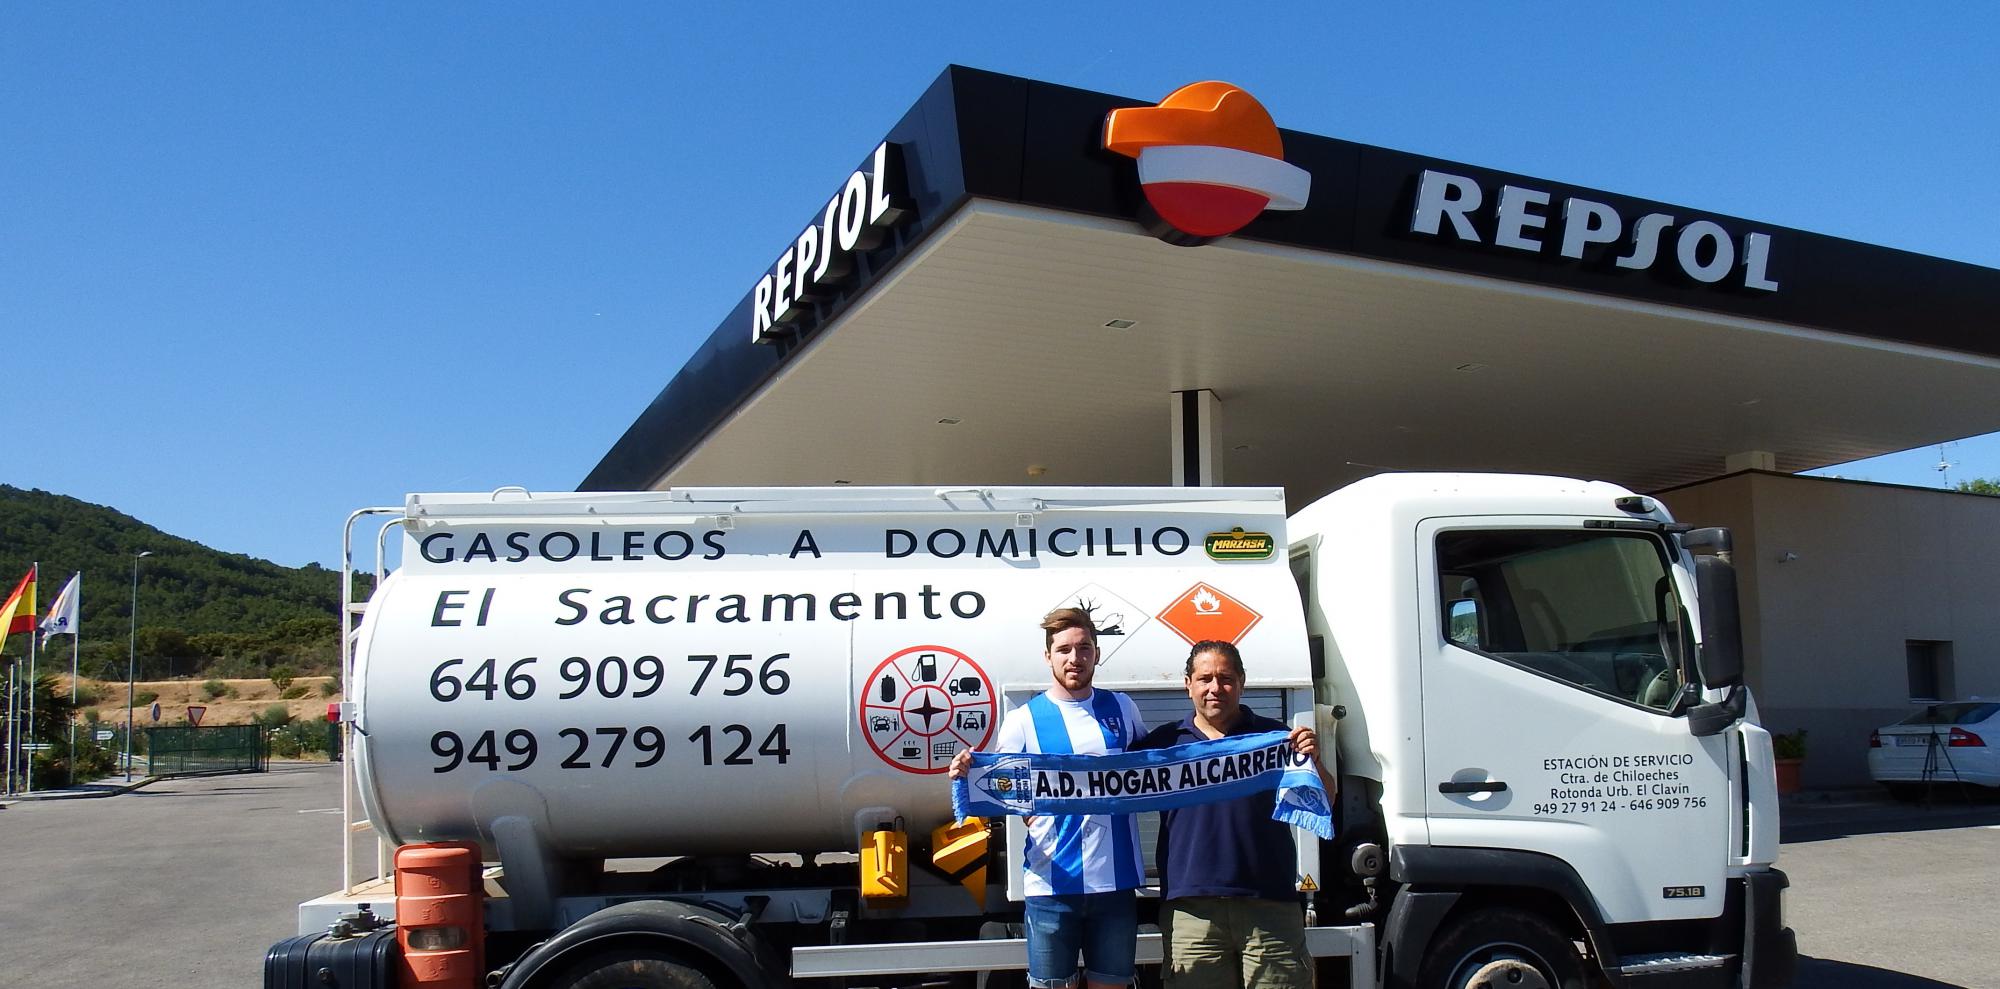 REPSOL
REPSOL
GASOLEOS A DOMICILIO
MARZASA
El Sacramento
646 909 756
949 279 124
A.D. HOGAR ALCARREÑO
ESTACIÓN DE SERVICIO
Ctra. de Chiloeches
Rotonda Urb. El Clavín
949 27 91 24 - 646 909 756
75.18